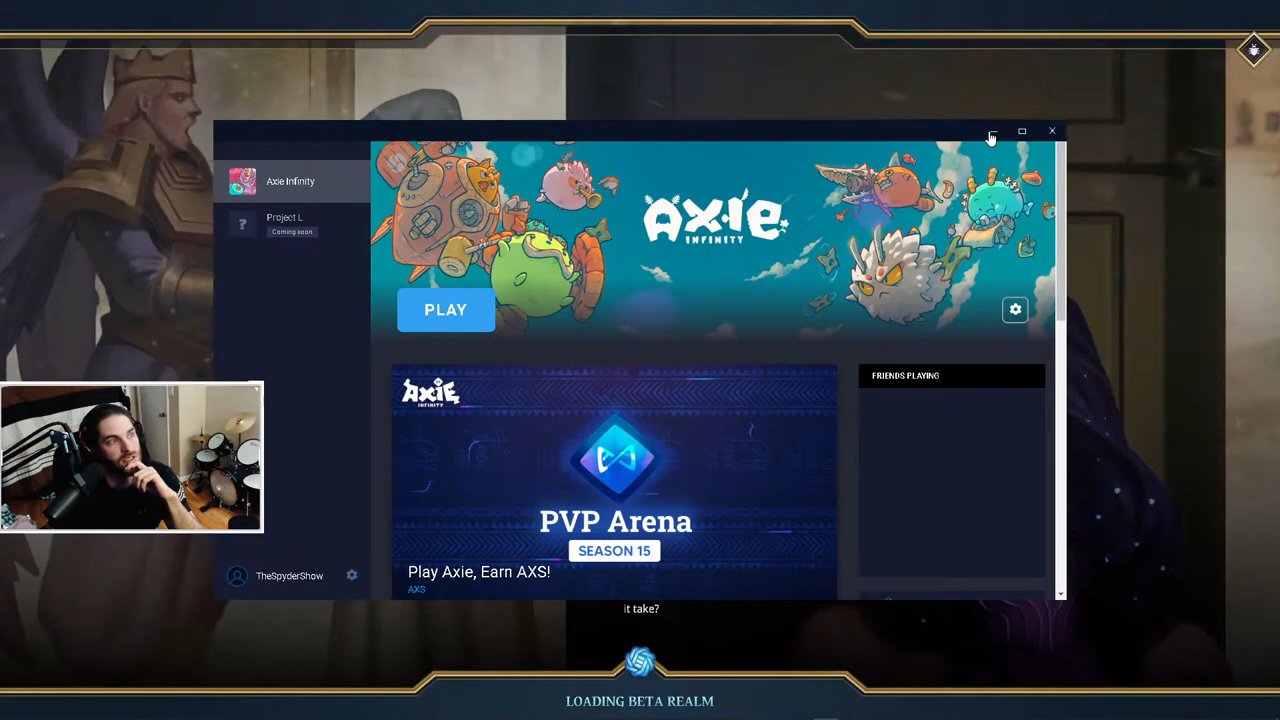 Axie Infinity
Project L
?
Coming soon
AXIE
INFINITY
PLAY
AXIE
INFINITY
PVP Arena
SEASON 15
Play Axie, Earn AXS!
AXS
FRIENDS PLAYING
TheSpyderShow
it take?
LOADING BETA REALM